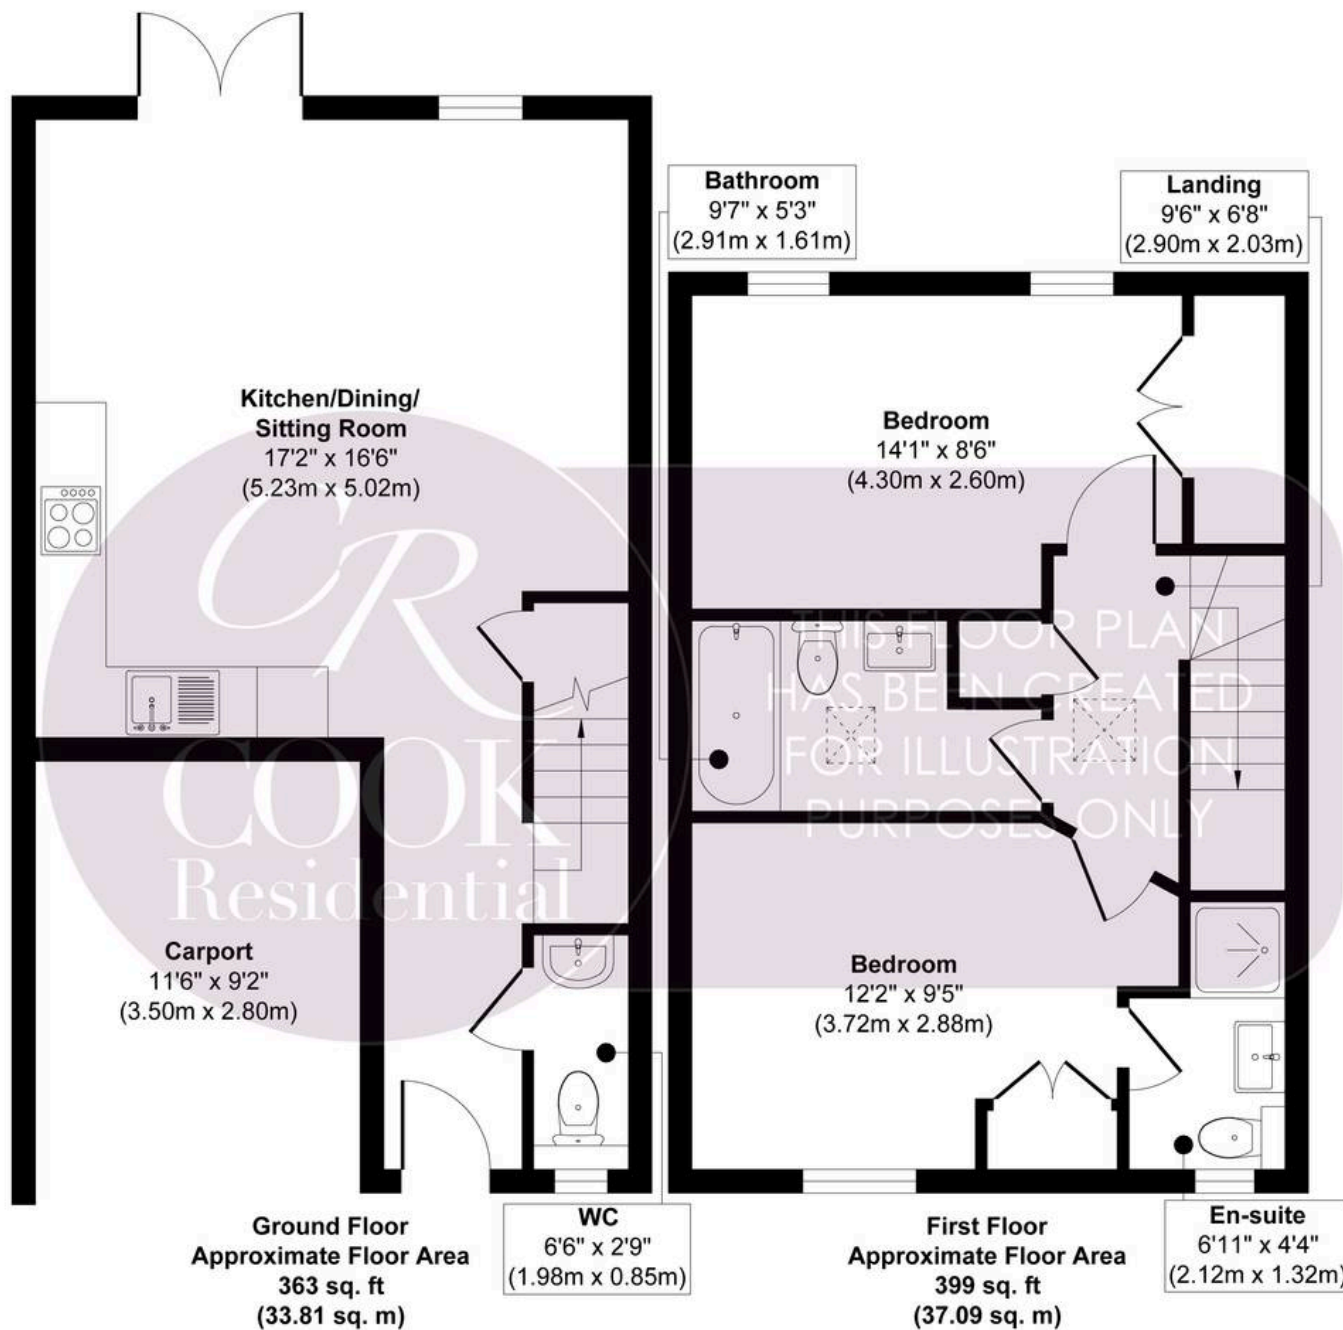 Bathroom
9'7" x 5'3"
(2.91m x 1.61m)
Landing
9'6" x 6'8"
(2.90m x 2.03m)
Kitchen/Dining/
Sitting Room
17'2" x 16'6"
(5.23m x 5.02m)
Bedroom
14'1" x 8'6"
(4.30m x 2.60m)
CR
COOK
Residential
THIS FLOOR PLAN
HAS BEEN CREATED
FOR ILLUSTRATION
PURPOSES ONLY
Carport
11'6" x 9'2"
(3.50m x 2.80m)
Bedroom
12'2" x 9'5"
(3.72m x 2.88m)
Ground Floor
Approximate Floor Area
363 sq. ft
(33.81 sq. m)
WC
6'6" x 2'9"
(1.98m x 0.85m)
First Floor
Approximate Floor Area
399 sq. ft
(37.09 sq. m)
En-suite
6'11" x 4'4"
(2.12m x 1.32m)